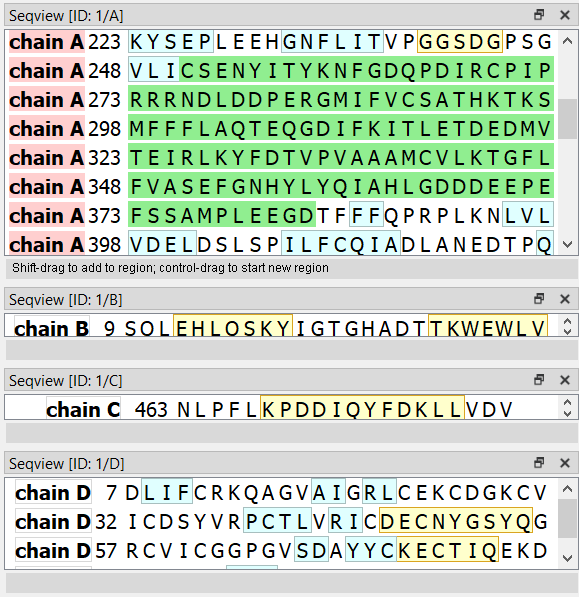 Seqview [ID: 1/A]
chain A 223 KYSEPLEEHGNFLITVPGGSDGPSG
chain A 248 VLICSENYITYKNFGDQPDIRCPIP
chain A 273 RRRNDLDDPERGMIFVCSATHKTKS
chain A 298 MFFFLAQTEQGDIFKITLETDEDMV
chain A 323 TEIRLKYFDTVPVAAAMCVLKTGFL
chain A 348 FVASEFGNHYLYQIAHLGDDDEEPE
chain A 373 FSSAMPLEEGDTFFFQPRPLKNLVL
chain A 398 VDELDSLSPILFCQIADLANEDTPQ
Shift-drag to add to region; control-drag to start new region
Seqview [ID: 1/B]
chain B 9 SQLEHLQSKYIGTGHADTTKWEWLV
Seqview [ID: 1/C]
chain C 463 NLPFLKPDDIQYFDKLLVDV
Seqview [ID: 1/D]
chain D 7 DLIFCRKQAGVAIGRLCEKCDGKCV
chain D 32 ICDSYVRPCTLVRICDECNYGSYQG
chain D 57 RCVICGGPGVSDAYYCKECTIQEKD